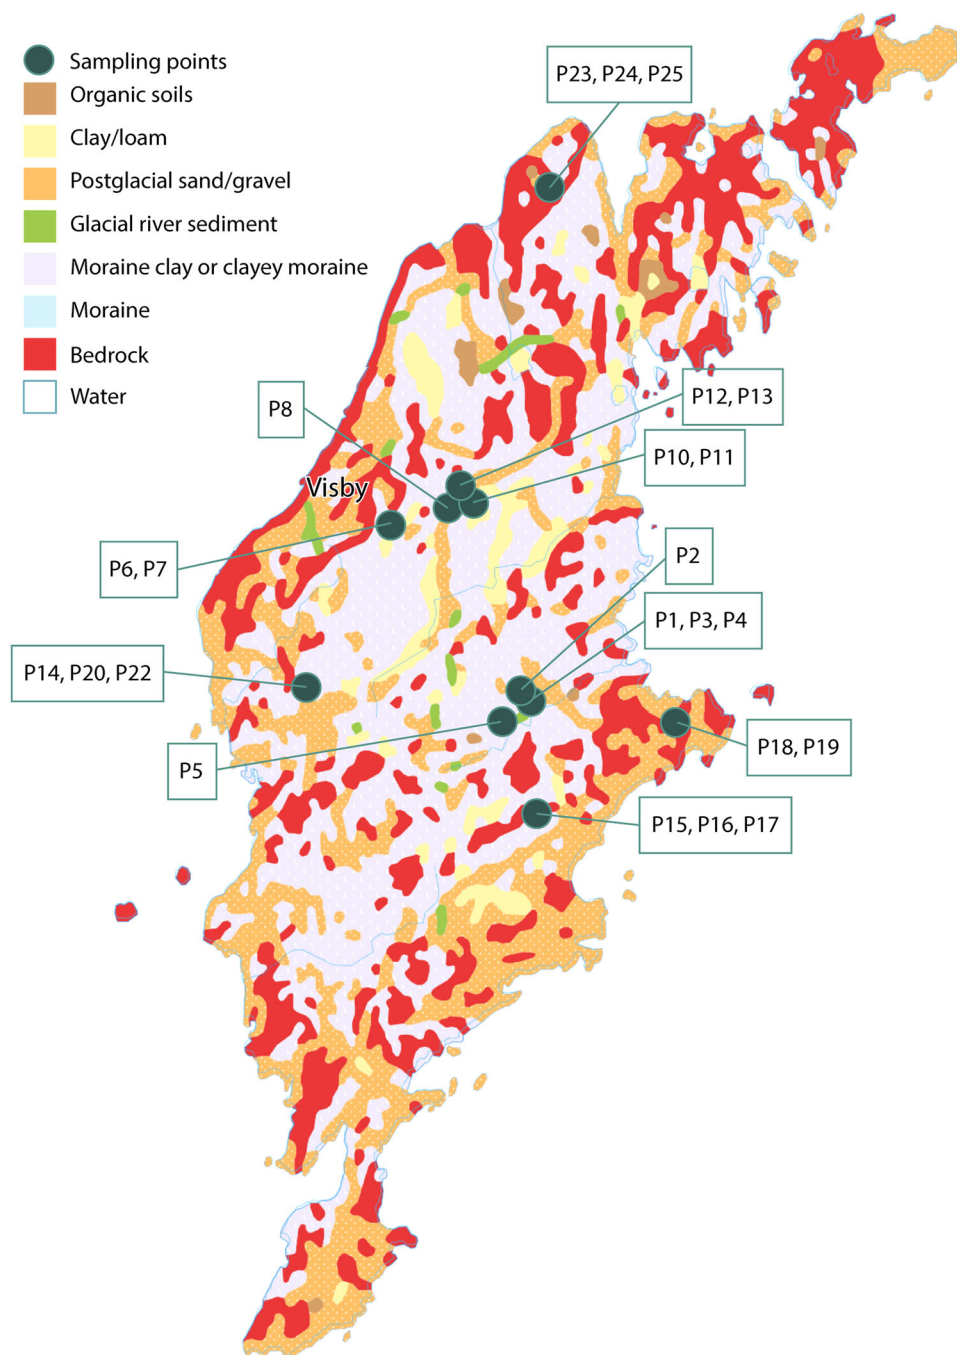 Sampling points
Organic soils
Clay/loam
Postglacial sand/gravel
Glacial river sediment
Moraine clay or clayey moraine
Moraine
Bedrock
Water
P23, P24, P25
P8
P12, P13
P10, P11
Visby
P6, P7
P2
P1, P3, P4
P14, P20, P22
P5
P18, P19
P15, P16, P17